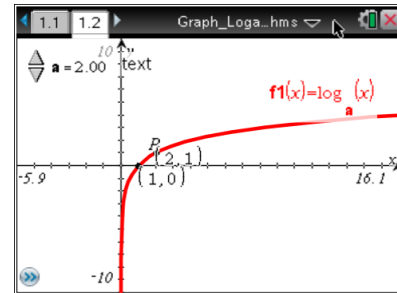 1.1 1.2 Graph_Loga…hms
10 y
a = 2.00 text
f1(x)=log a (x)
P (2,1)
(1,0)
-5.9 x 16.1
-10